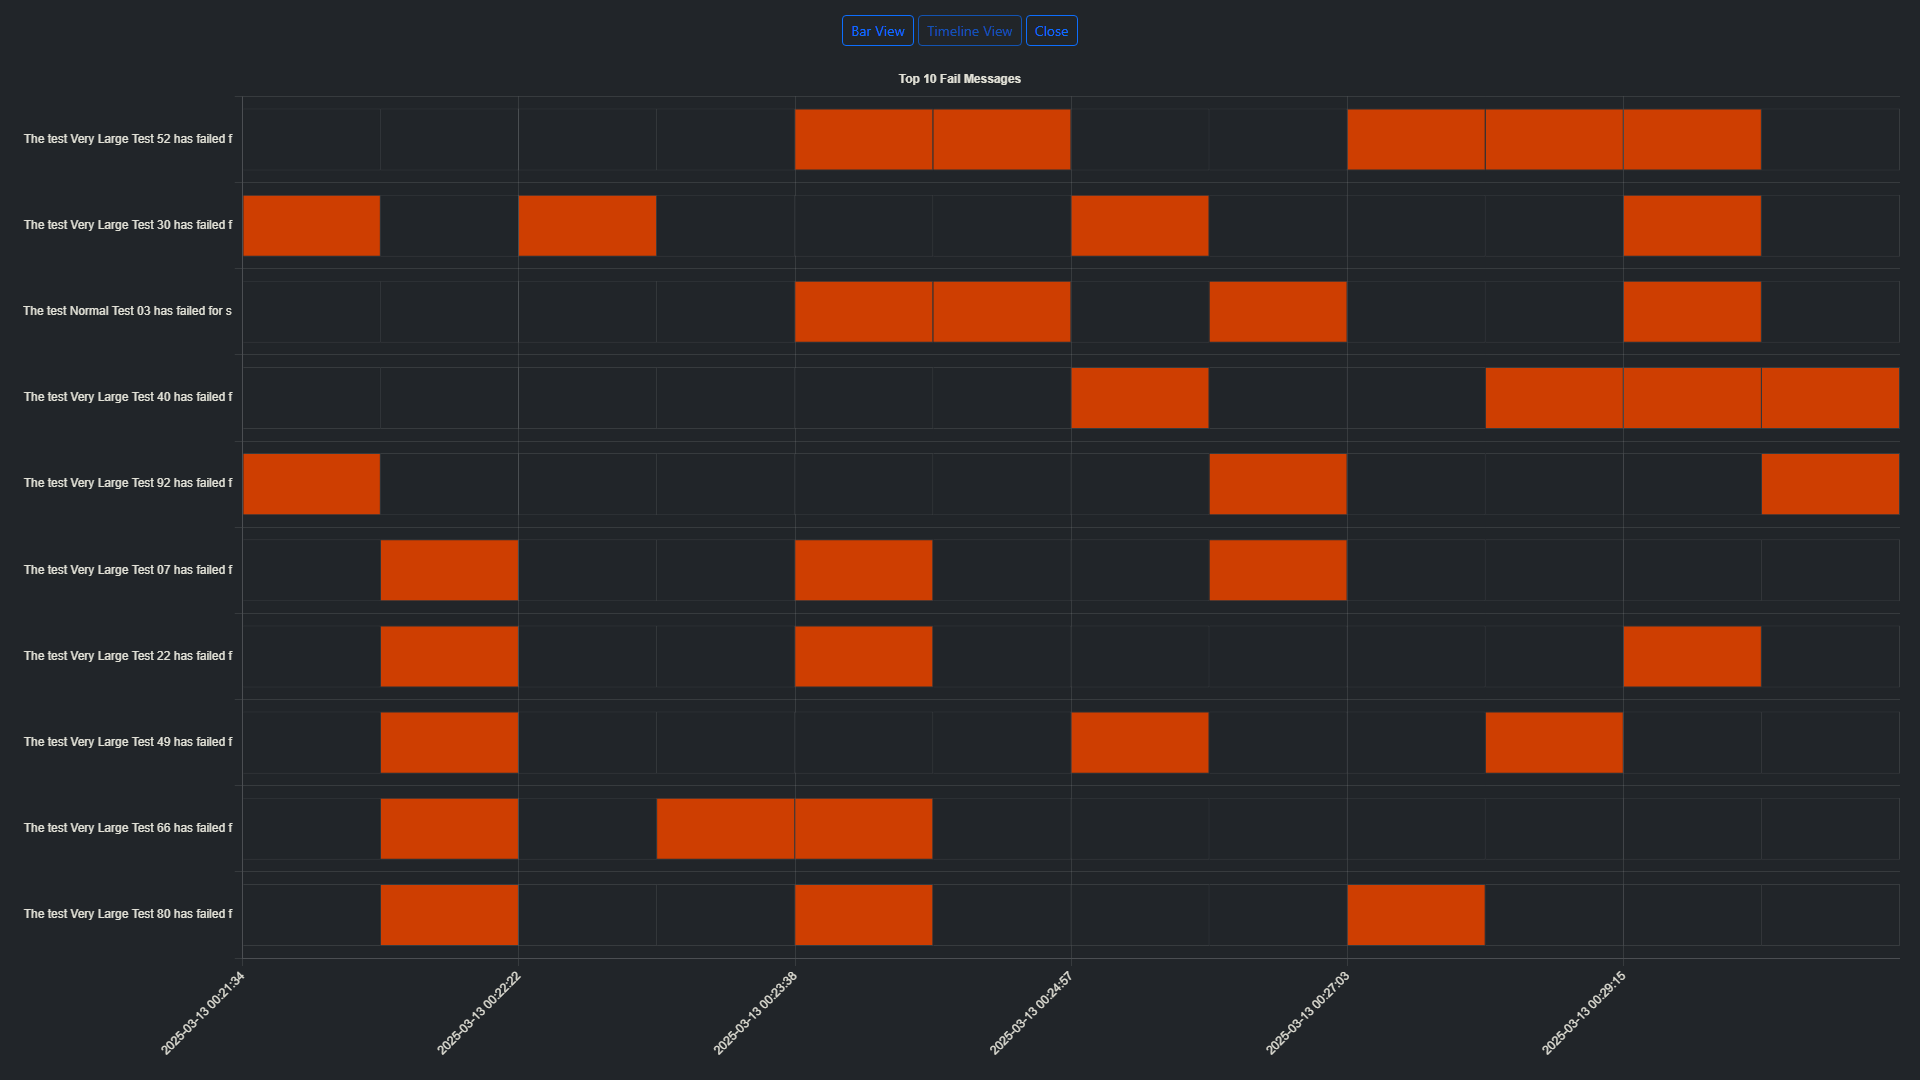 Bar View
Timeline View
Close
Top 10 Fail Messages
The test Very Large Test 52 has failed f
The test Very Large Test 30 has failed f
The test Normal Test 03 has failed for s
The test Very Large Test 40 has failed f
The test Very Large Test 92 has failed f
The test Very Large Test 07 has failed f
The test Very Large Test 22 has failed f
The test Very Large Test 49 has failed f
The test Very Large Test 66 has failed f
The test Very Large Test 80 has failed f
2025-03-13 00:21:34
2025-03-13 00:22:22
2025-03-13 00:23:38
2025-03-13 00:24:57
2025-03-13 00:27:03
2025-03-13 00:29:15